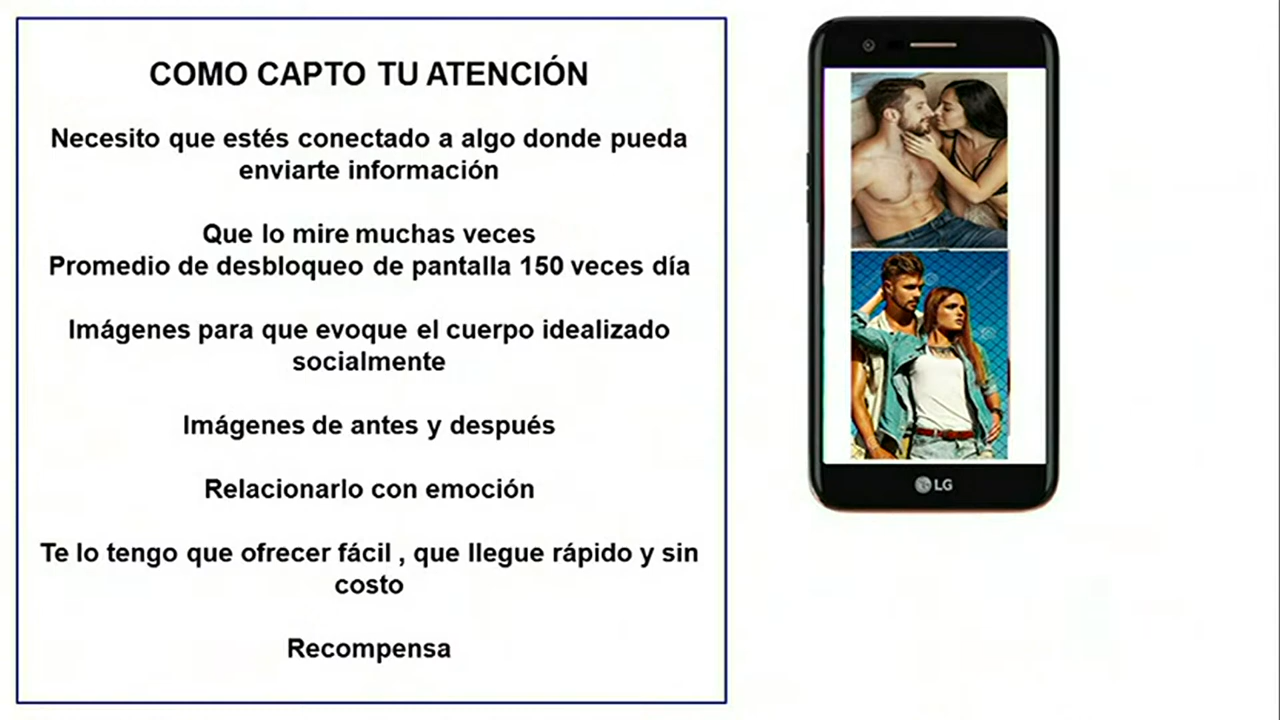 COMO CAPTO TU ATENCIÓN
Necesito que estés conectado a algo donde pueda
enviarte información
Que lo mire muchas veces
Promedio de desbloqueo de pantalla 150 veces día
Imágenes para que evoque el cuerpo idealizado
socialmente
Imágenes de antes y después
Relacionarlo con emoción
Te lo tengo que ofrecer fácil , que llegue rápido y sin
costo
Recompensa
LG